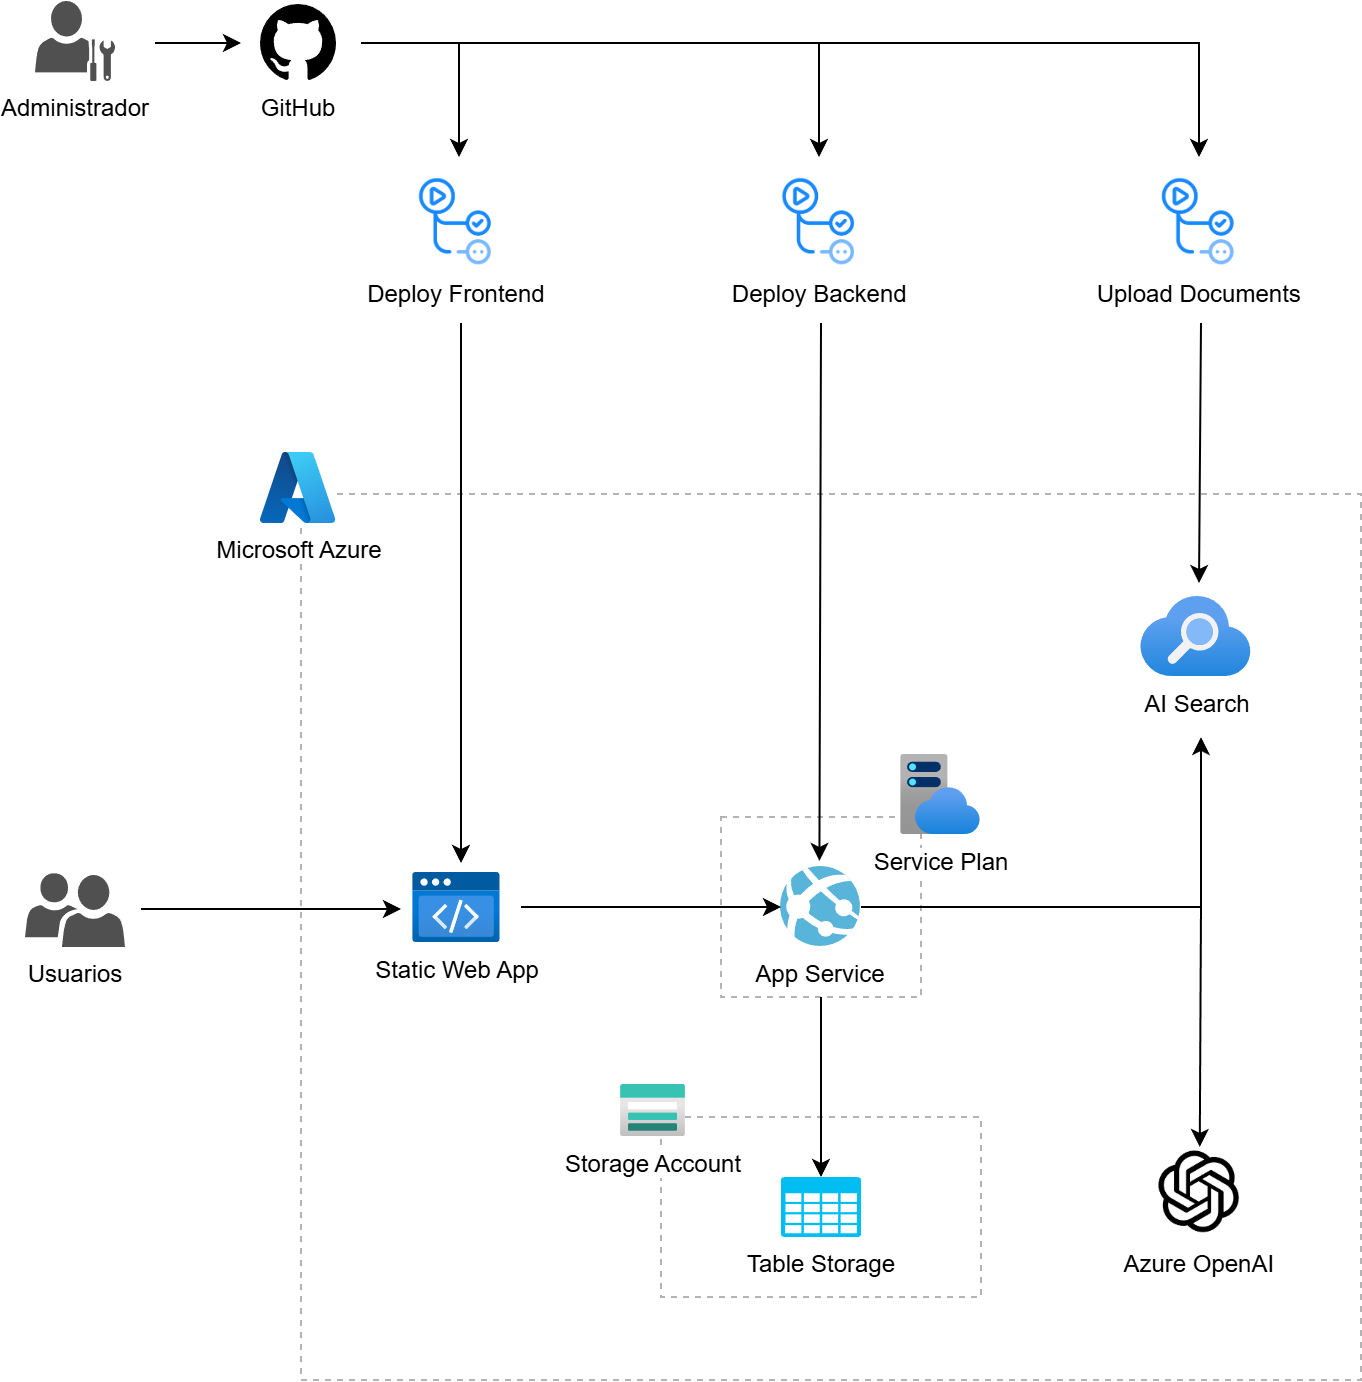 Administrador
GitHub
Deploy Frontend
Deploy Backend
Upload Documents
Microsoft Azure
AI Search
Service Plan
Usuarios
Static Web App
App Service
Storage Account
Table Storage
Azure OpenAI